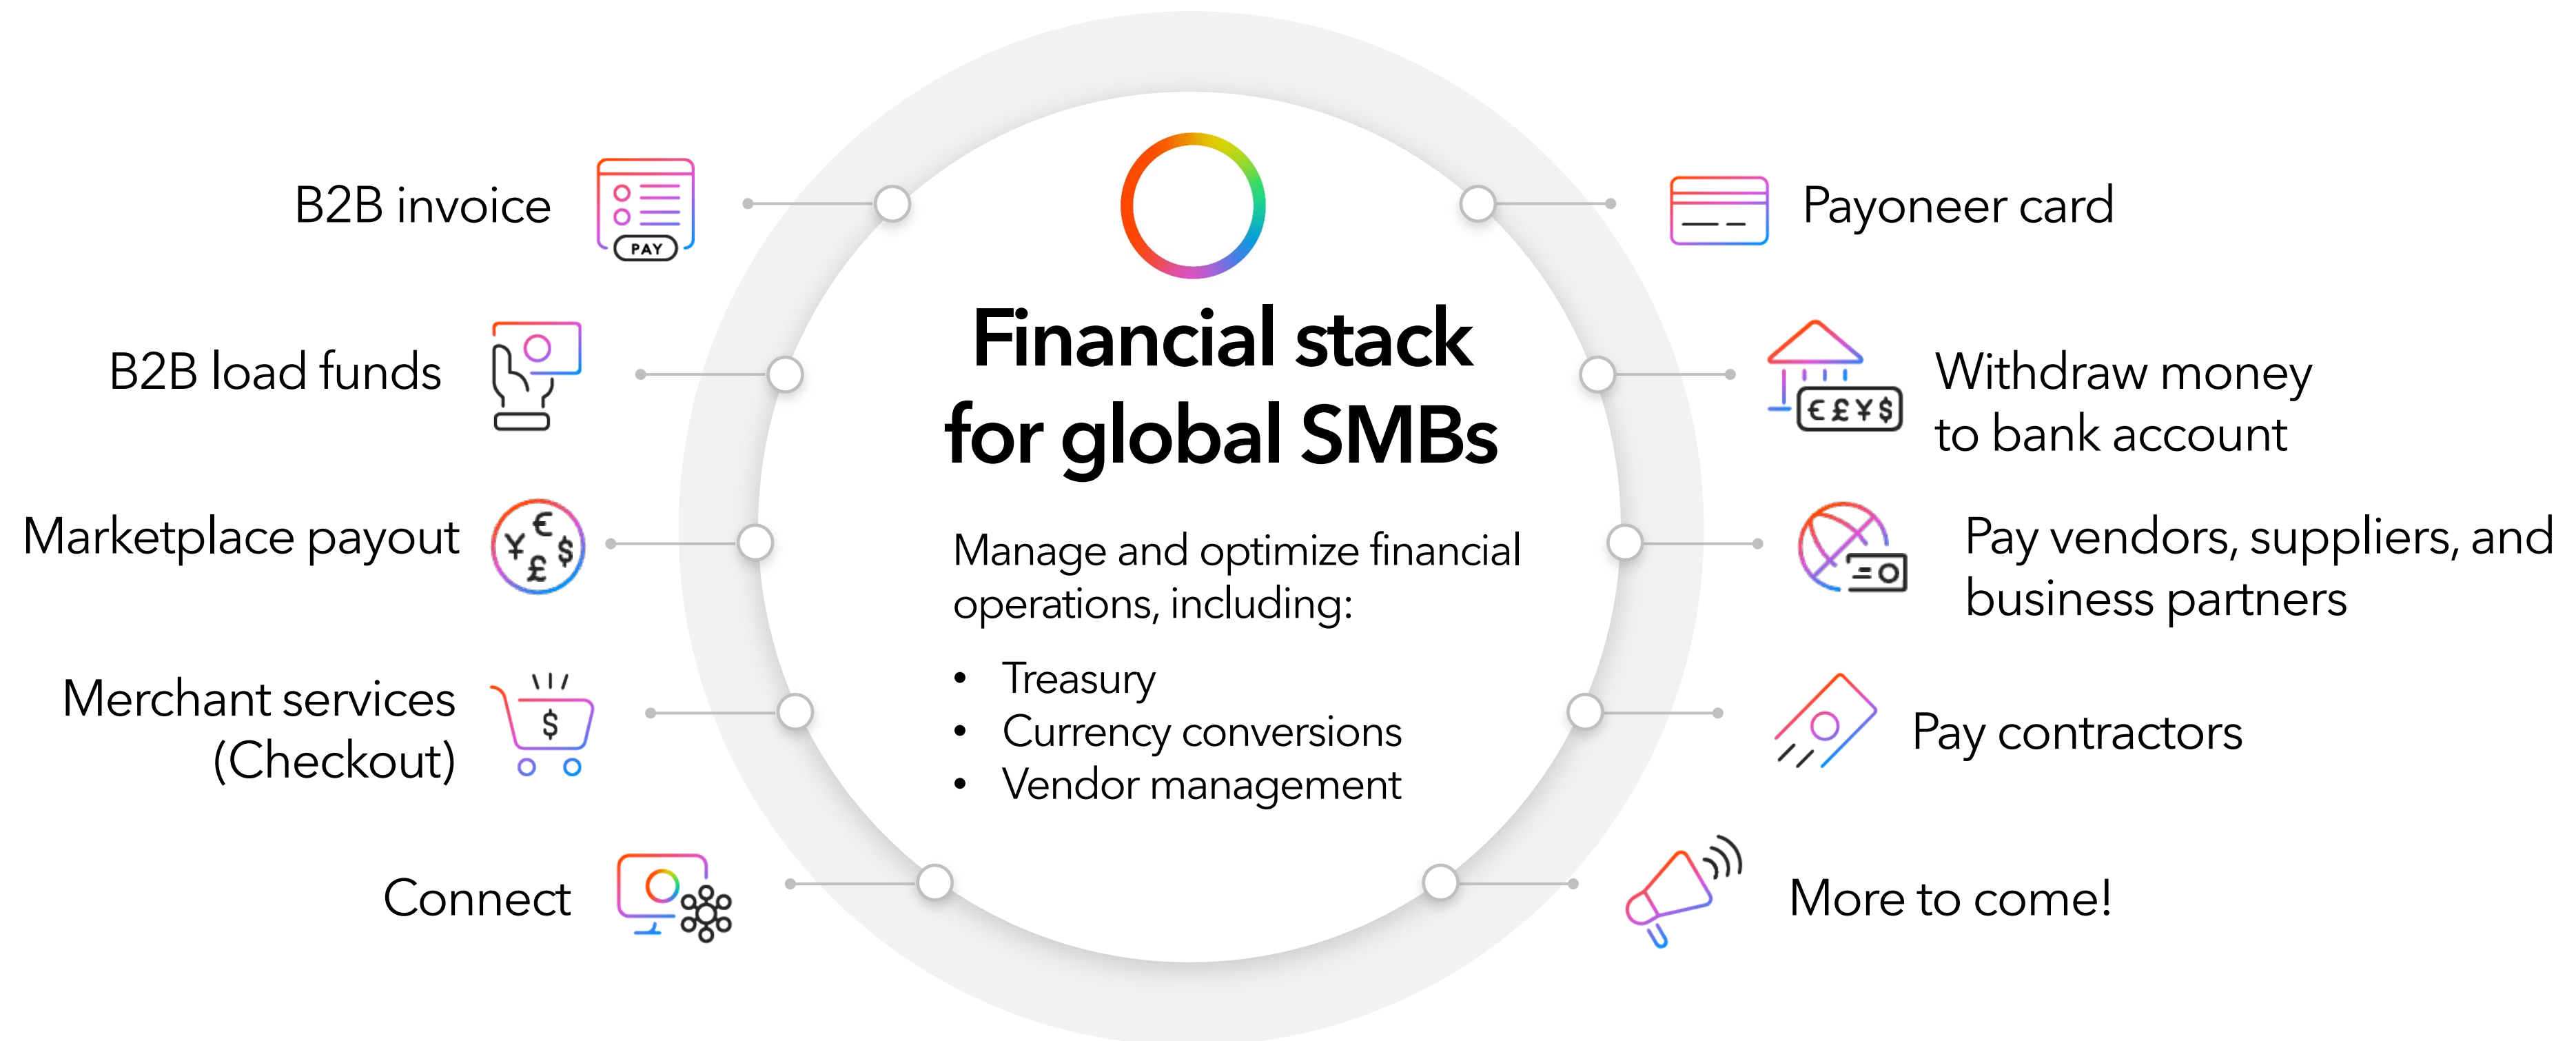 B2B invoice
PAY
B2B load funds
Marketplace payout
¥ € $ £
Merchant services
(Checkout)
$
Connect
Financial stack
for global SMBs
Manage and optimize financial
operations, including:
• Treasury
• Currency conversions
• Vendor management
Payoneer card
Withdraw money
to bank account
€ £ ¥ $
Pay vendors, suppliers, and
business partners
Pay contractors
More to come!